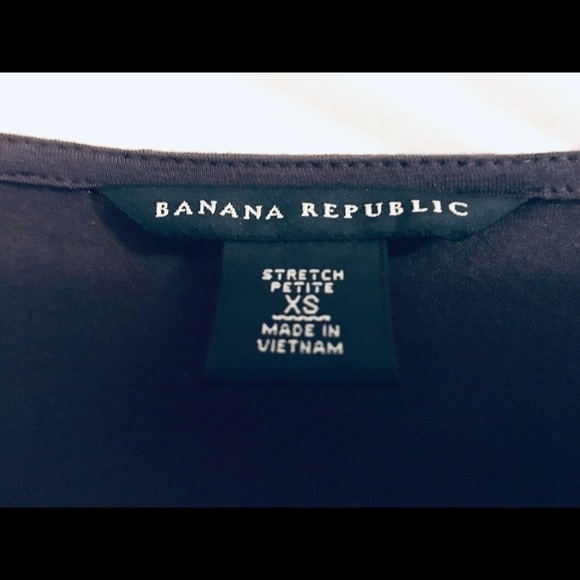 BANANA REPUBLIC
STRETCH
PETITE
XS
MADE IN
VIETNAM